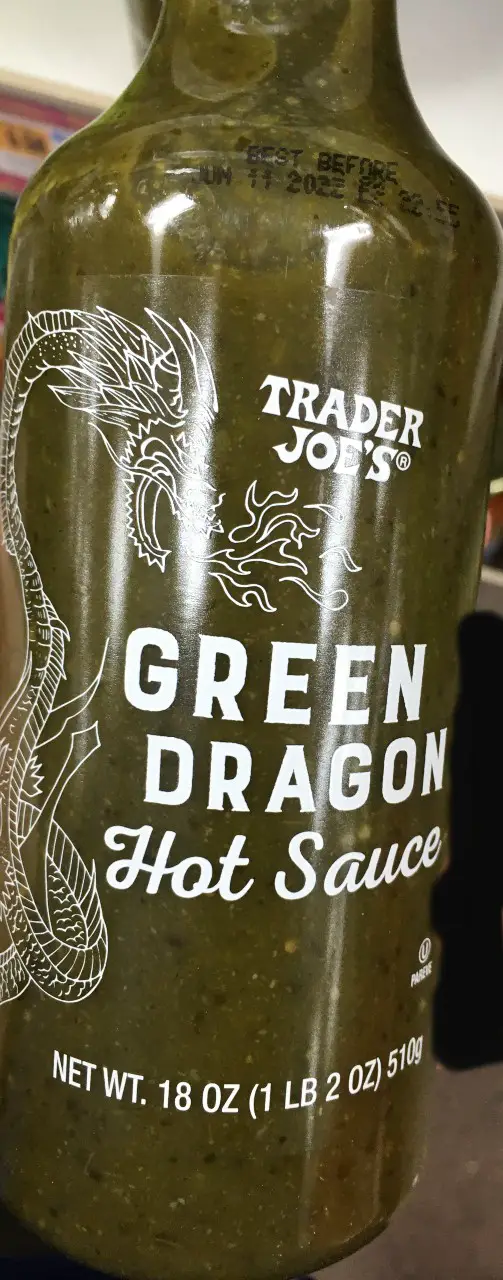 BEST BEFORE
JUN 11 2022
TRADER
JOE'S®
GREEN
DRAGON
Hot Sauce
U
PAREVE
NET WT. 18 OZ (1 LB 2 OZ) 510g